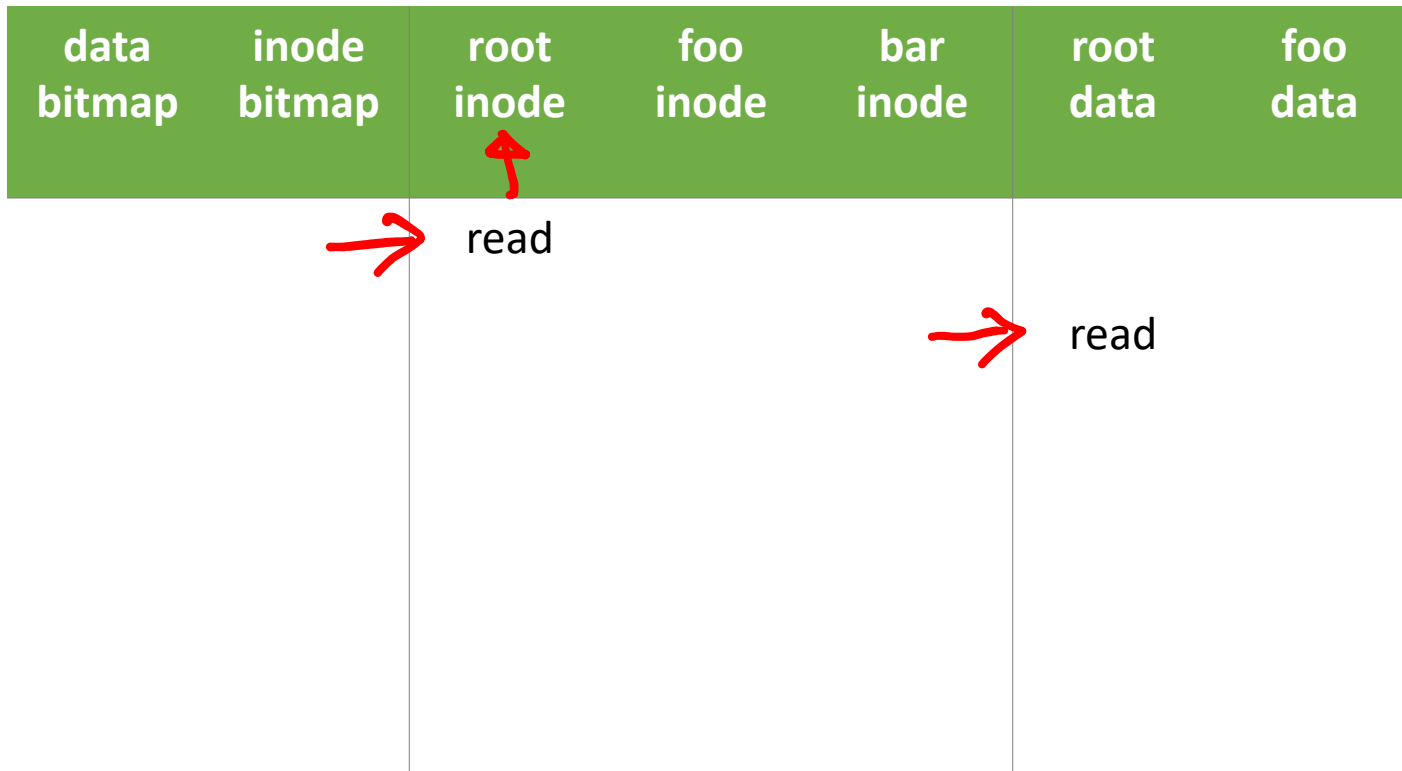 data inode root foo bar root foo
bitmap bitmap inode inode inode data data
read
read